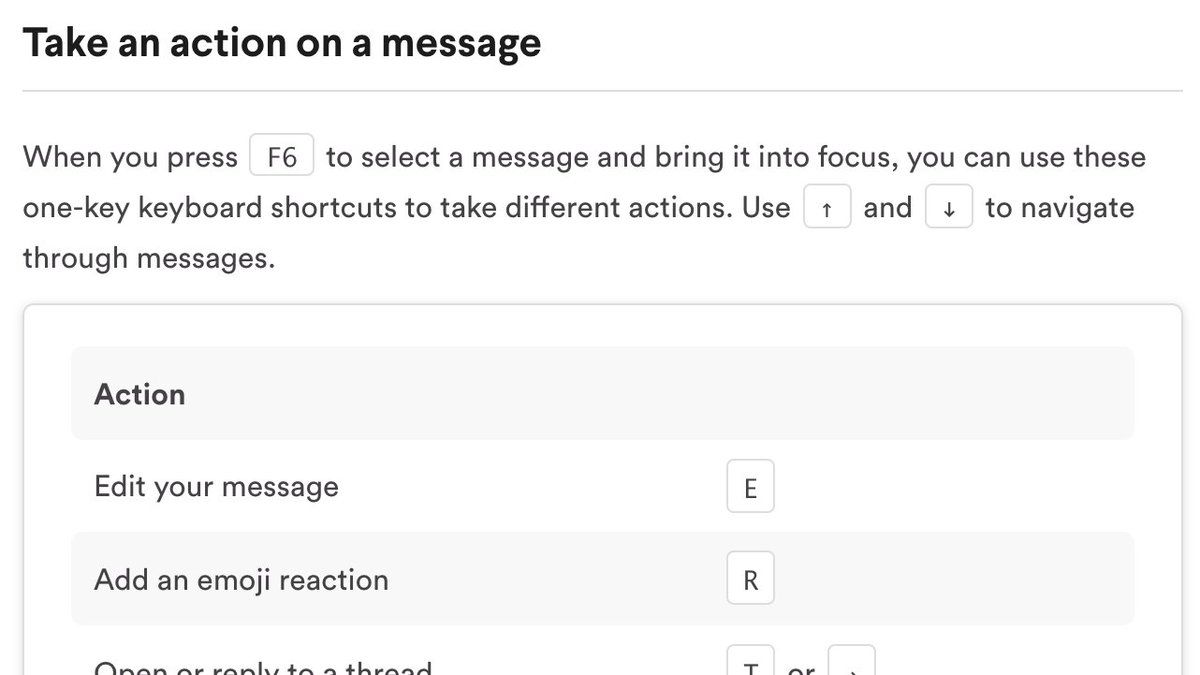 Take an action on a message
When you press F6 to select a message and bring it into focus, you can use these
one-key keyboard shortcuts to take different actions. Use ↑ and ↓ to navigate
through messages.
Action
Edit your message E
Add an emoji reaction R
Open or reply to a thread T or